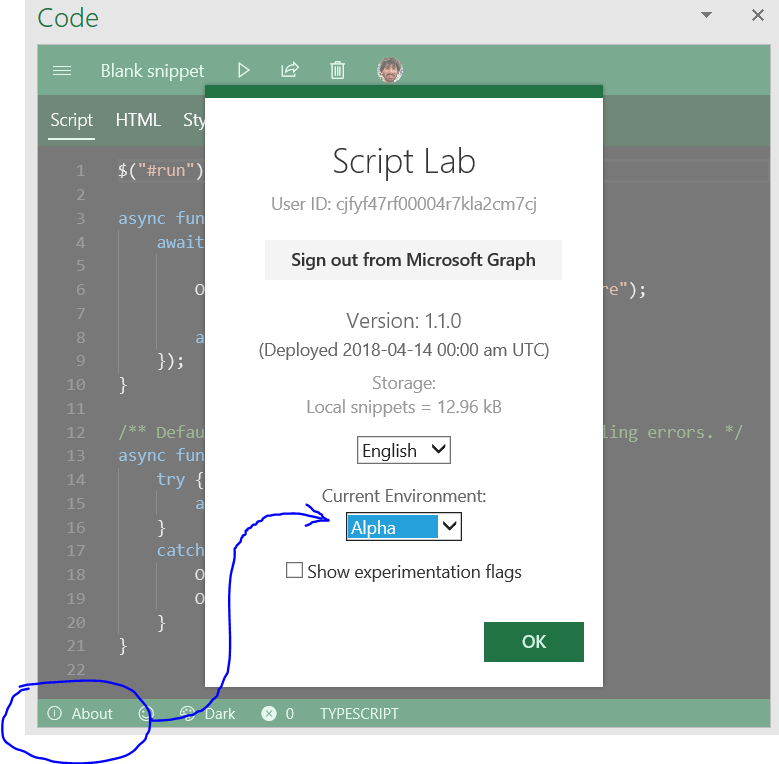 Code
Blank snippet
Script HTML Sty
1 $("#run")
2
3 async fun
4 await
5
6 O re");
7
8 a
9 });
10 }
11
12 /** Defau ling errors. */
13 async fun
14 try {
15 a
16 }
17 catch
18 O
19 O
20 }
21 }
22
Script Lab
User ID: cjfyf47rf00004r7kla2cm7cj
Sign out from Microsoft Graph
Version: 1.1.0
(Deployed 2018-04-14 00:00 am UTC)
Storage:
Local snippets = 12.96 kB
English
Current Environment:
Alpha
Show experimentation flags
OK
About Dark 0 TYPESCRIPT